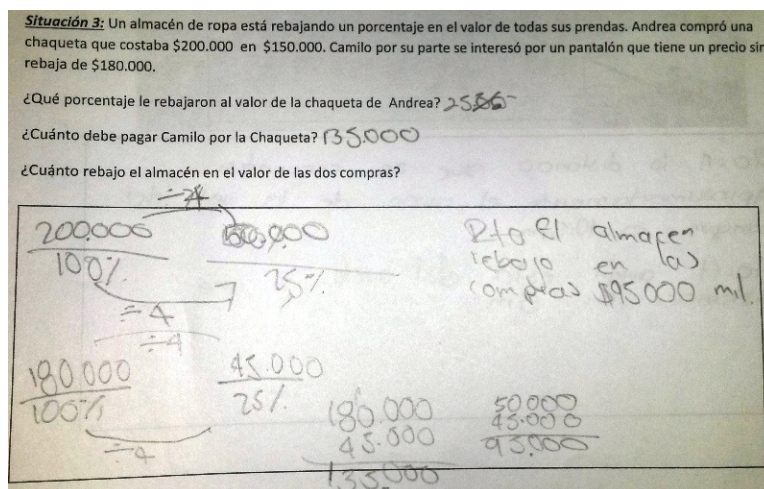 Situación 3: Un almacén de ropa está rebajando un porcentaje en el valor de todas sus prendas. Andrea compró una
chaqueta que costaba $200.000 en $150.000. Camilo por su parte se interesó por un pantalón que tiene un precio sin
rebaja de $180.000.
¿Qué porcentaje le rebajaron al valor de la chaqueta de Andrea? 25
¿Cuánto debe pagar Camilo por la Chaqueta? 135.000
¿Cuánto rebajo el almacén en el valor de las dos compras?
÷4
200.000 50.000
100% 25%
÷4
Rto El almacen
rebajo en las
compras $95000 mil.
÷4
180.000 45.000
100% 25%
÷4
180.000
45.000
135.000
50.000
45.000
95.000